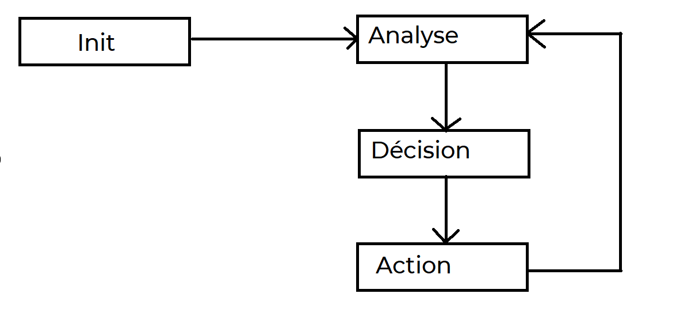 Init
Analyse
Décision
Action